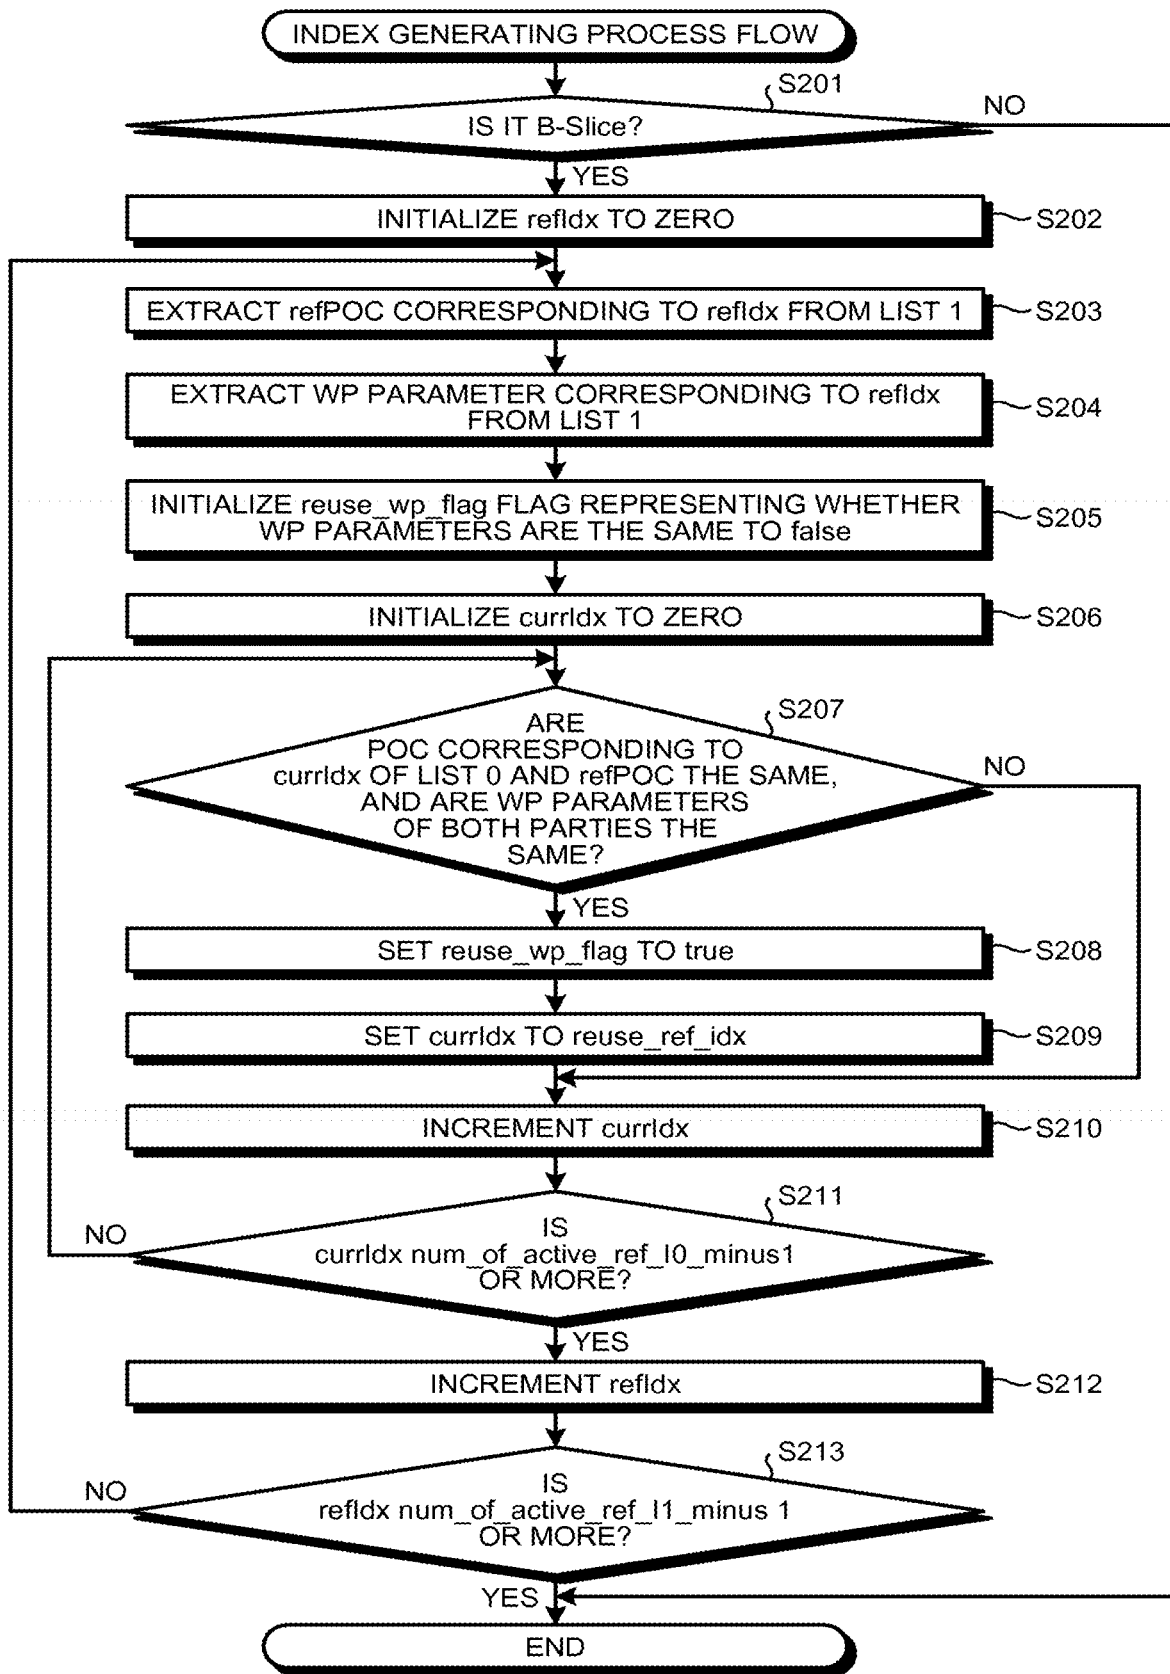 INDEX GENERATING PROCESS FLOW
S201
IS IT B-Slice?
NO
YES
INITIALIZE refIdx TO ZERO
S202
EXTRACT refPOC CORRESPONDING TO refIdx FROM LIST 1
S203
EXTRACT WP PARAMETER CORRESPONDING TO refIdx
FROM LIST 1
S204
INITIALIZE reuse_wp_flag FLAG REPRESENTING WHETHER
WP PARAMETERS ARE THE SAME TO false
S205
INITIALIZE currIdx TO ZERO
S206
S207
ARE
POC CORRESPONDING TO
currIdx OF LIST 0 AND refPOC THE SAME,
AND ARE WP PARAMETERS
OF BOTH PARTIES THE
SAME?
NO
YES
SET reuse_wp_flag TO true
S208
SET currIdx TO reuse_ref_idx
S209
INCREMENT currIdx
S210
S211
IS
currIdx num_of_active_ref_l0_minus1
OR MORE?
NO
YES
INCREMENT refIdx
S212
S213
IS
refIdx num_of_active_ref_l1_minus 1
OR MORE?
NO
YES
END